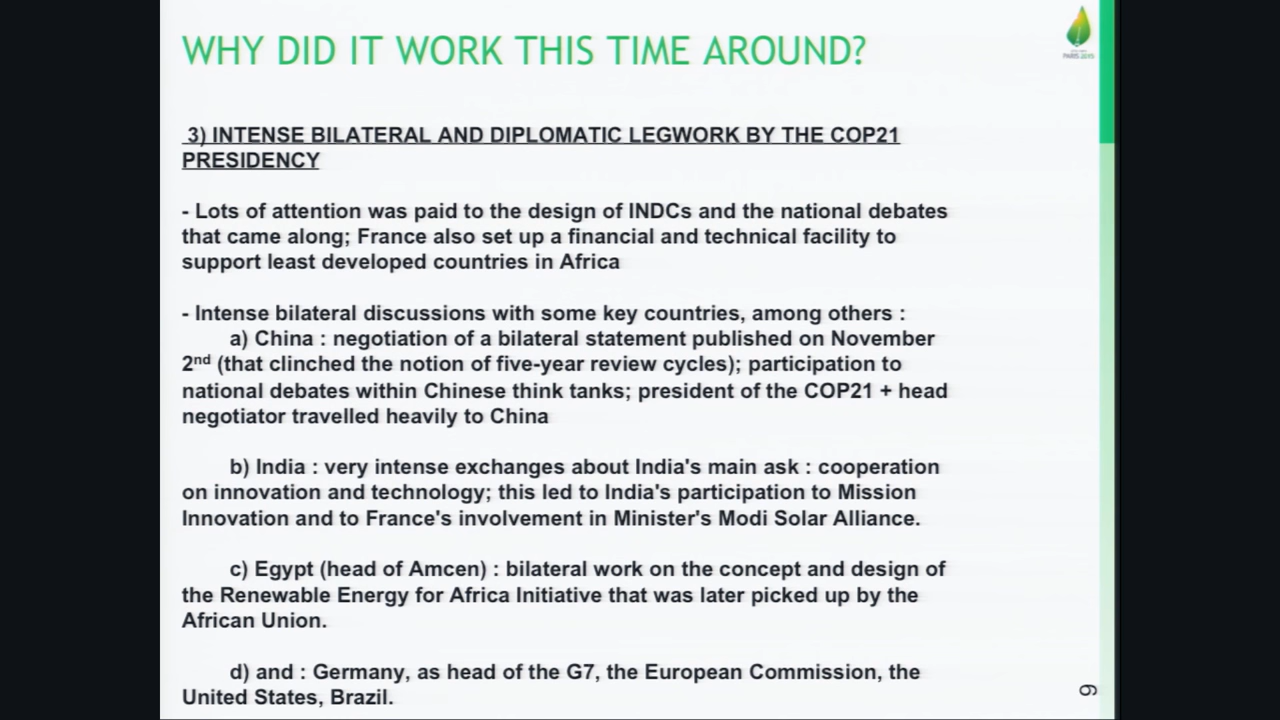 WHY DID IT WORK THIS TIME AROUND?
PARIS 2015
3) INTENSE BILATERAL AND DIPLOMATIC LEGWORK BY THE COP21
PRESIDENCY
- Lots of attention was paid to the design of INDCs and the national debates
that came along; France also set up a financial and technical facility to
support least developed countries in Africa
- Intense bilateral discussions with some key countries, among others :
a) China : negotiation of a bilateral statement published on November
2nd (that clinched the notion of five-year review cycles); participation to
national debates within Chinese think tanks; president of the COP21 + head
negotiator travelled heavily to China
b) India : very intense exchanges about India's main ask : cooperation
on innovation and technology; this led to India's participation to Mission
Innovation and to France's involvement in Minister's Modi Solar Alliance.
c) Egypt (head of Amcen) : bilateral work on the concept and design of
the Renewable Energy for Africa Initiative that was later picked up by the
African Union.
d) and : Germany, as head of the G7, the European Commission, the
United States, Brazil.
9